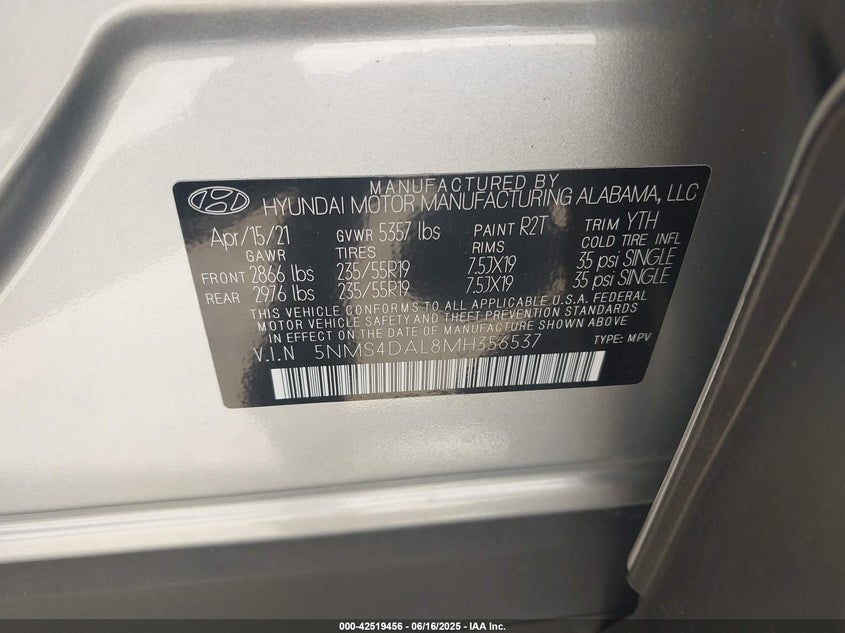 MANUFACTURED BY
HYUNDAI MOTOR MANUFACTURING ALABAMA, LLC
Apr/15/21 GVWR 5357 lbs PAINT R2T TRIM YTH
GAWR TIRES RIMS COLD TIRE INFL
FRONT 2866 lbs 235/55R19 7.5JX19 35 psi SINGLE
REAR 2976 lbs 235/55R19 7.5JX19 35 psi SINGLE
THIS VEHICLE CONFORMS TO ALL APPLICABLE U.S.A. FEDERAL
MOTOR VEHICLE SAFETY AND THEFT PREVENTION STANDARDS
IN EFFECT ON THE DATE OF MANUFACTURE SHOWN ABOVE
V.I.N 5NMS4DAL8MH356537 TYPE: MPV
000-42519456 - 06/16/2025 - IAA Inc.